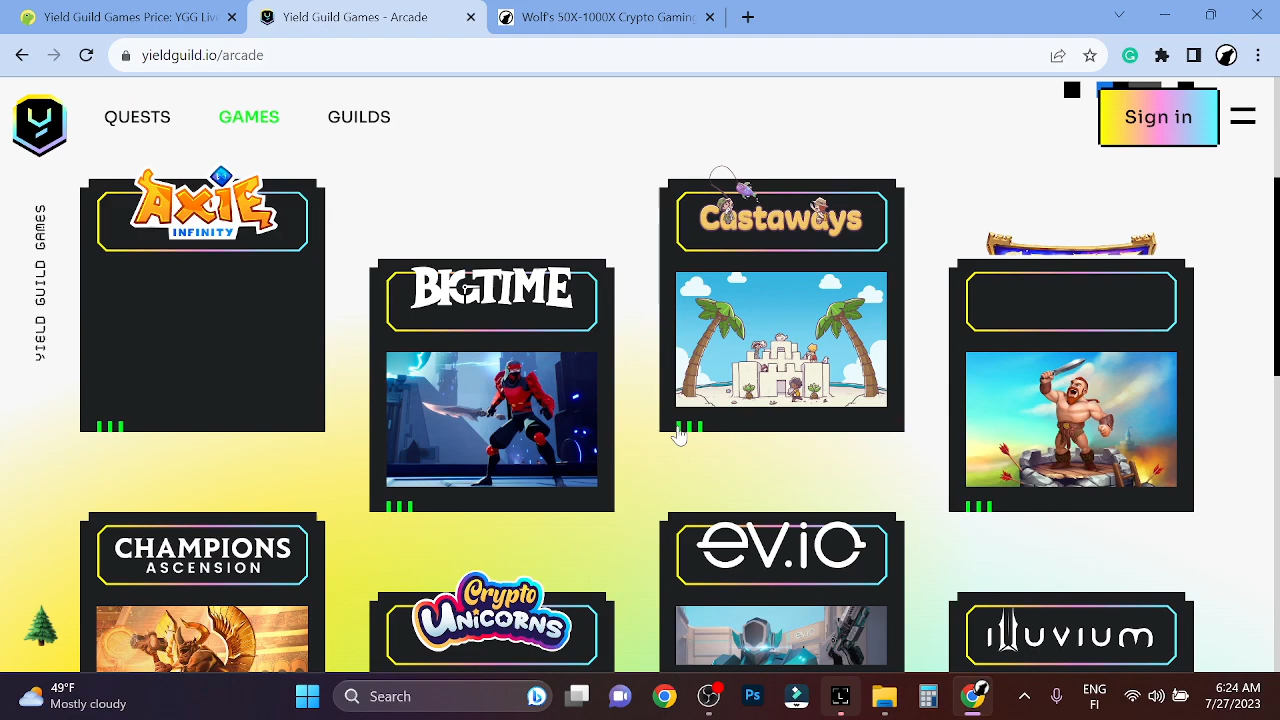 Yield Guild Games Price: YGG
Yield Guild - Arcade
Wolf's 50X-1000X Crypto Gaming
yieldguild.io/arcade
QUESTS
GAMES
GUILDS
Sign in
YIELD GUILD GAMES
AXIE
INFINITY
Castaways
BIGTIME
CHAMPIONS
ASCENSION
ev.io
Crypto
Unicorns
illuvium
49°F
Mostly cloudy
Search
Ps
L
ENG
FI
6:24 AM
7/27/2023